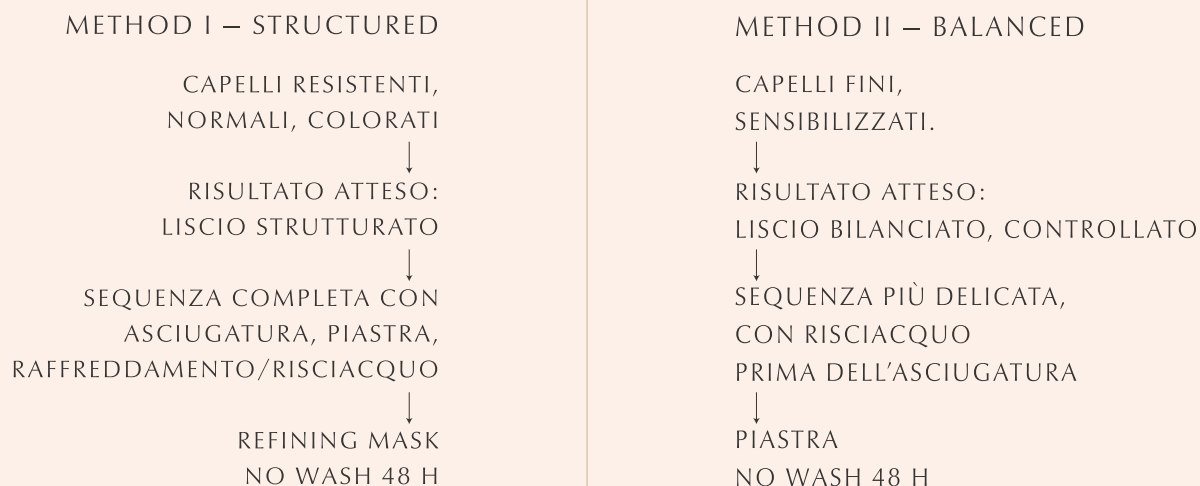 METHOD I – STRUCTURED
CAPELLI RESISTENTI,
NORMALI, COLORATI
RISULTATO ATTESO:
LISCIO STRUTTURATO
SEQUENZA COMPLETA CON
ASCIUGATURA, PIASTRA,
RAFFREDDAMENTO/RISCIACQUO
REFINING MASK
NO WASH 48 H
METHOD II – BALANCED
CAPELLI FINI,
SENSIBILIZZATI.
RISULTATO ATTESO:
LISCIO BILANCIATO, CONTROLLATO
SEQUENZA PIÙ DELICATA,
CON RISCIACQUO
PRIMA DELL’ASCIUGATURA
PIASTRA
NO WASH 48 H